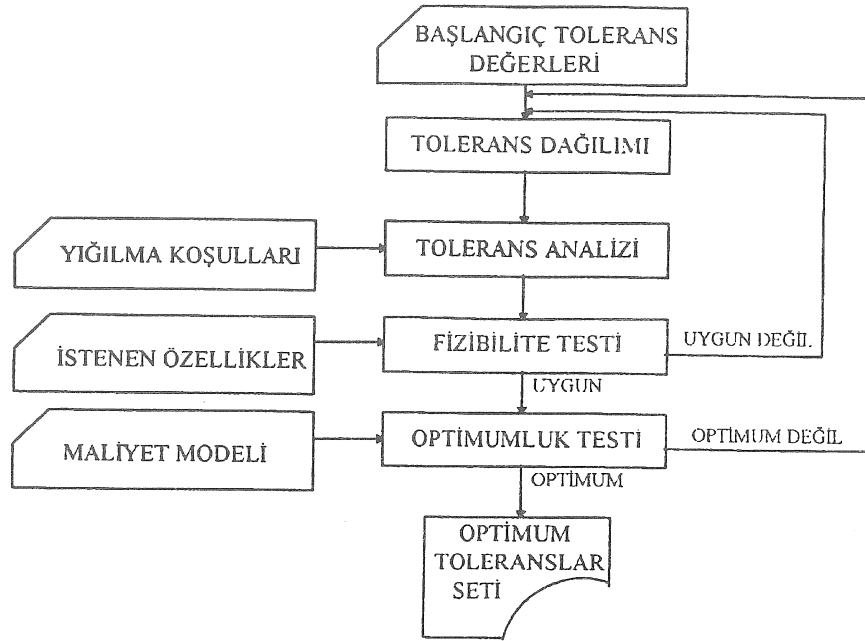 BAŞLANGIÇ TOLERANS
DEĞERLERİ
TOLERANS DAĞILIMI
YIĞILMA KOŞULLARI
TOLERANS ANALİZİ
İSTENEN ÖZELLİKLER
FİZİBİLİTE TESTİ
UYGUN DEĞİL
UYGUN
MALİYET MODELİ
OPTİMUMLUK TESTİ
OPTİMUM DEĞİL
OPTİMUM
OPTİMUM
TOLERANSLAR
SETİ